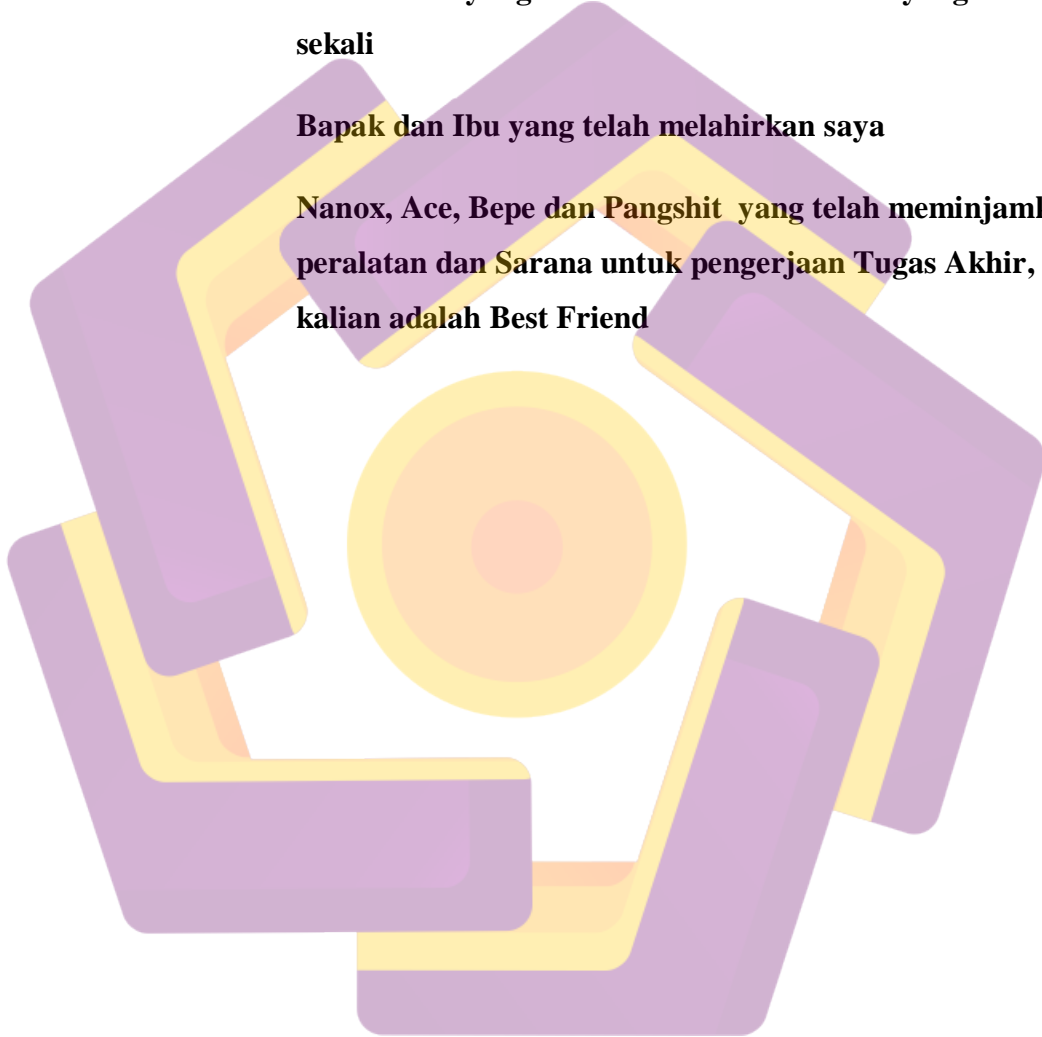 sekali
Bapak dan Ibu yang telah melahirkan saya
Nanox, Ace, Bepe dan Pangshit yang telah
peralatan dan Sarana untuk pengerjaan Tugas Akhir,
kalian adalah Best Friend